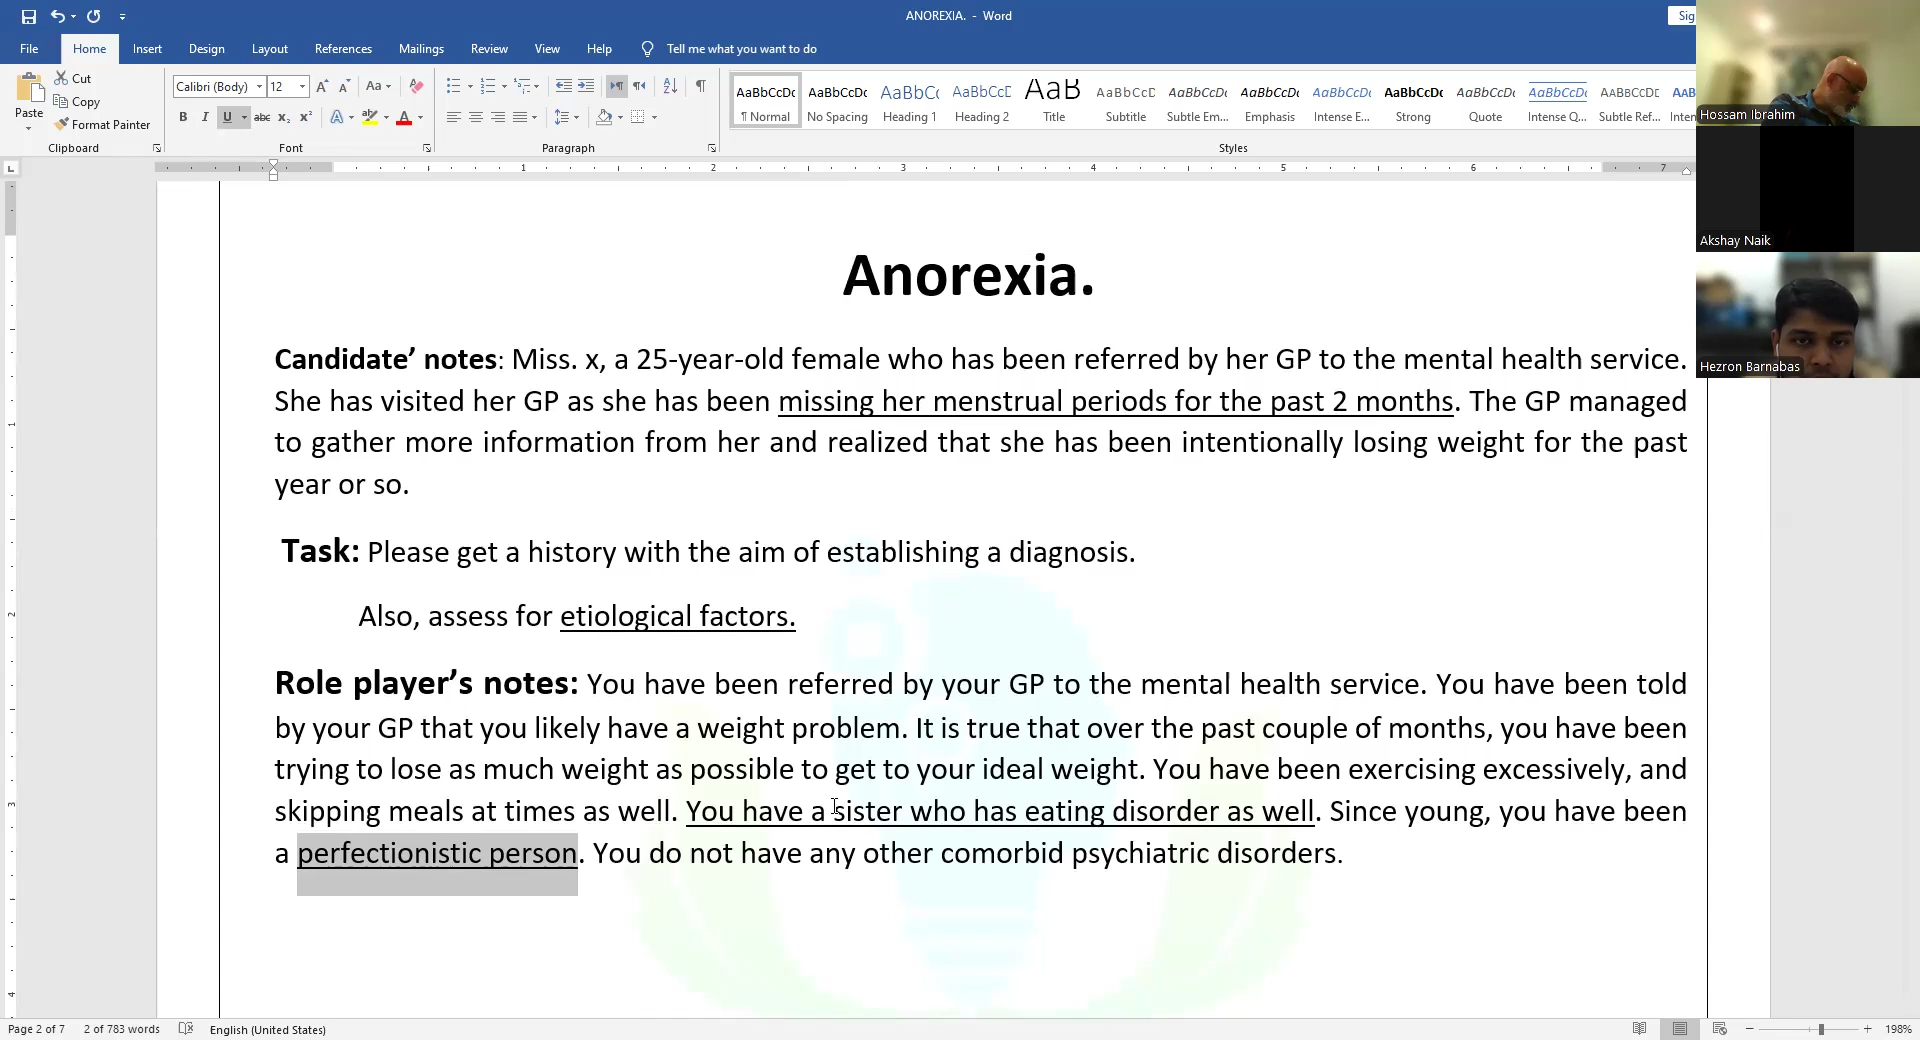 ANOREXIA. - Word
Sig
File Home Insert Design Layout References Mailings Review View Help Tell me what you want to do
Paste
Cut
Copy
Format Painter
Clipboard
Calibri (Body) 12
Font
Paragraph
AaBbCcDc AaBbCcDc AaBbCc AaBbCcD AaB AaBbCcD AaBbCcDc AaBbCcDc AaBbCcDc AaBbCcDc AaBbCcDc AaBbCcDc AABBCCDC
¶ Normal No Spacing Heading 1 Heading 2 Title Subtitle Subtle Em... Emphasis Intense E... Strong Quote Intense Q... Subtle Ref... Inten
Styles
Hossam Ibrahim
Akshay Naik
Hezron Barnabas
1 2 3 4 5 6 7
Anorexia.
Candidate’ notes: Miss. x, a 25-year-old female who has been referred by her GP to the mental health service.
She has visited her GP as she has been missing her menstrual periods for the past 2 months. The GP managed
to gather more information from her and realized that she has been intentionally losing weight for the past
year or so.
Task: Please get a history with the aim of establishing a diagnosis.
Also, assess for etiological factors.
Role player’s notes: You have been referred by your GP to the mental health service. You have been told
by your GP that you likely have a weight problem. It is true that over the past couple of months, you have been
trying to lose as much weight as possible to get to your ideal weight. You have been exercising excessively, and
skipping meals at times as well. You have a sister who has eating disorder as well. Since young, you have been
a perfectionistic person. You do not have any other comorbid psychiatric disorders.
Page 2 of 7 2 of 783 words English (United States) 198%